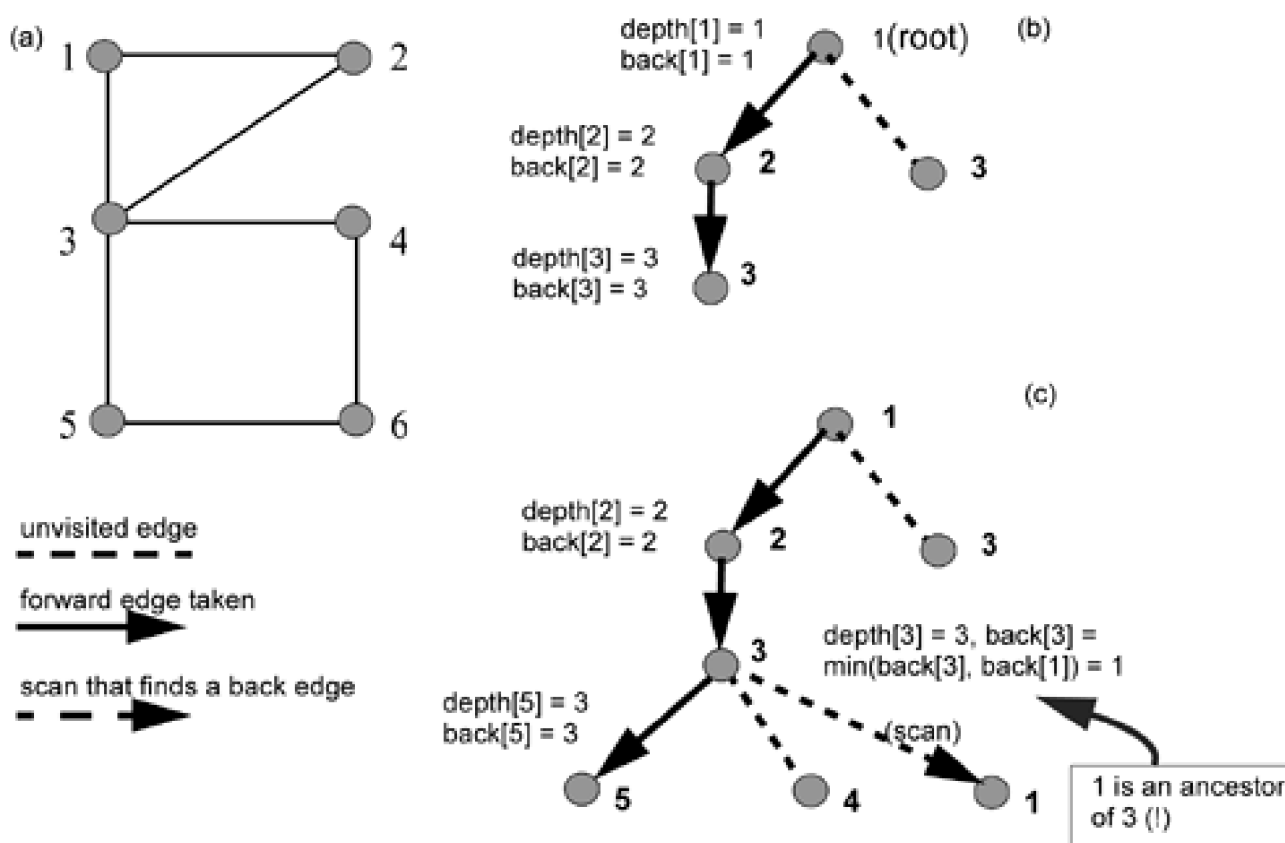 (a)
1
2
3
4
5
6
unvisited edge
forward edge taken
scan that finds a back edge
(b)
depth[1] = 1
back[1] = 1
1(root)
depth[2] = 2
back[2] = 2
2
3
depth[3] = 3
back[3] = 3
3
(c)
1
depth[2] = 2
back[2] = 2
2
3
3
depth[3] = 3, back[3] =
min(back[3], back[1]) = 1
depth[5] = 3
back[5] = 3
(scan)
5
4
1
1 is an ancestor
of 3 (!)